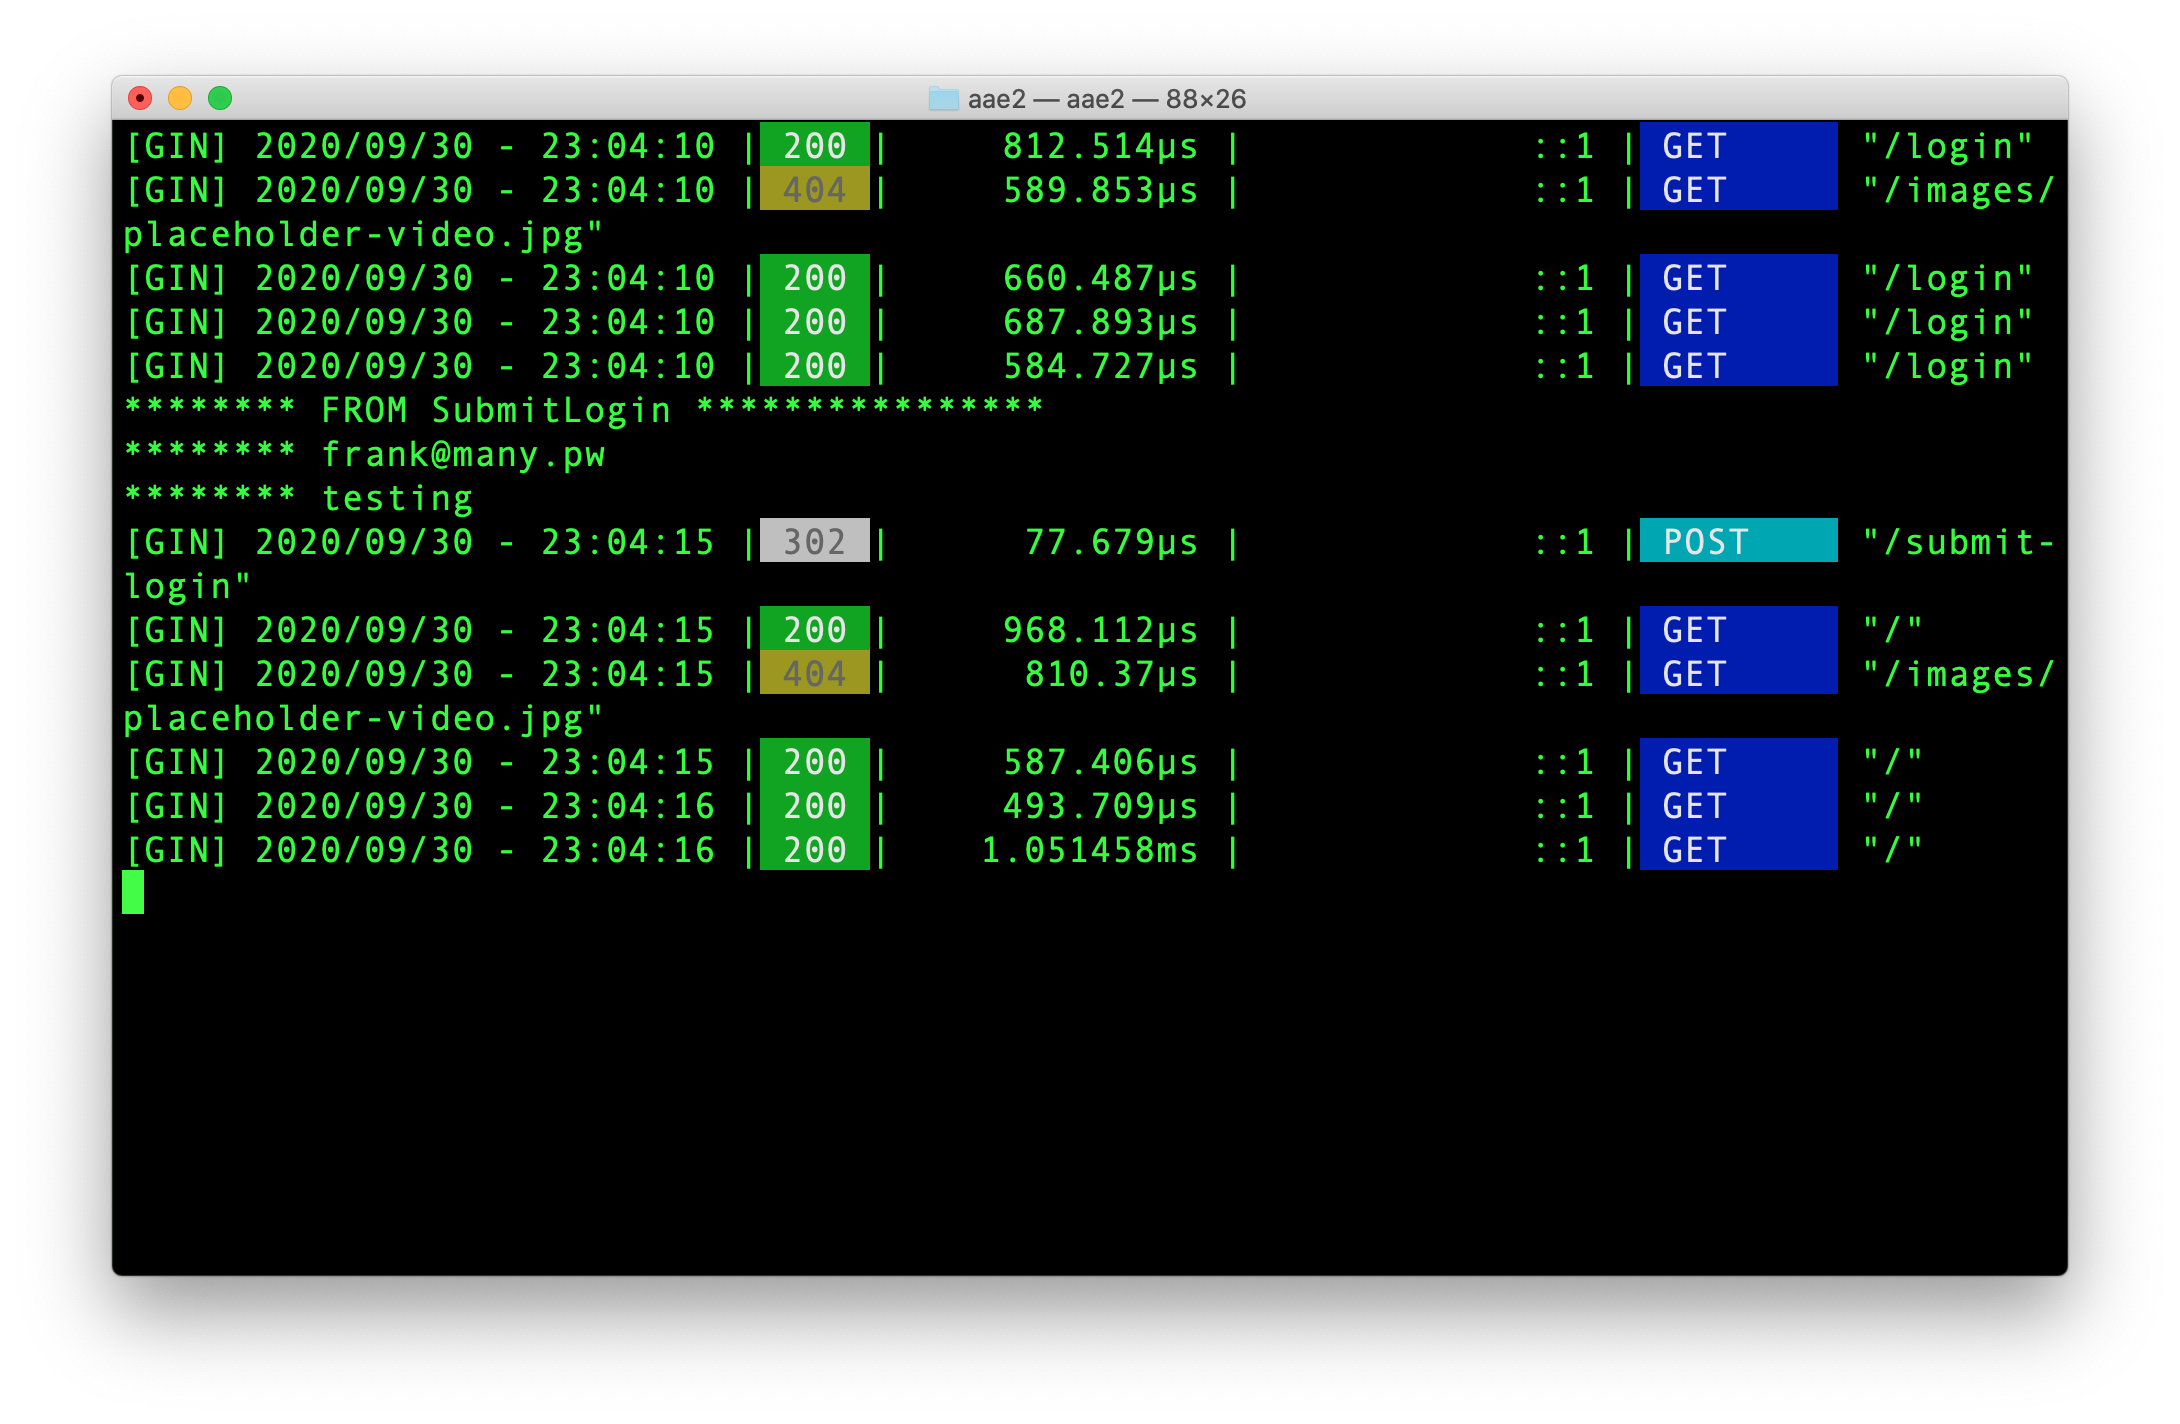 aae2 — aae2 — 88×26
[GIN] 2020/09/30 - 23:04:10 | 200 |     812.514µs |             ::1 | GET      "/login"
[GIN] 2020/09/30 - 23:04:10 | 404 |     589.853µs |             ::1 | GET      "/images/
placeholder-video.jpg"
[GIN] 2020/09/30 - 23:04:10 | 200 |     660.487µs |             ::1 | GET      "/login"
[GIN] 2020/09/30 - 23:04:10 | 200 |     687.893µs |             ::1 | GET      "/login"
[GIN] 2020/09/30 - 23:04:10 | 200 |     584.727µs |             ::1 | GET      "/login"
******** FROM SubmitLogin ****************
******** frank@many.pw
******** testing
[GIN] 2020/09/30 - 23:04:15 | 302 |      77.679µs |             ::1 | POST     "/submit-
login"
[GIN] 2020/09/30 - 23:04:15 | 200 |     968.112µs |             ::1 | GET      "/"
[GIN] 2020/09/30 - 23:04:15 | 404 |      810.37µs |             ::1 | GET      "/images/
placeholder-video.jpg"
[GIN] 2020/09/30 - 23:04:15 | 200 |     587.406µs |             ::1 | GET      "/"
[GIN] 2020/09/30 - 23:04:16 | 200 |     493.709µs |             ::1 | GET      "/"
[GIN] 2020/09/30 - 23:04:16 | 200 |    1.051458ms |             ::1 | GET      "/"